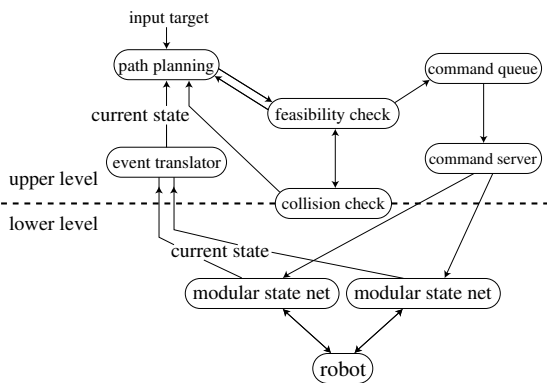 input target
path planning
command queue
feasibility check
current state
event translator
command server
upper level
collision check
lower level
current state
modular state net
modular state net
robot